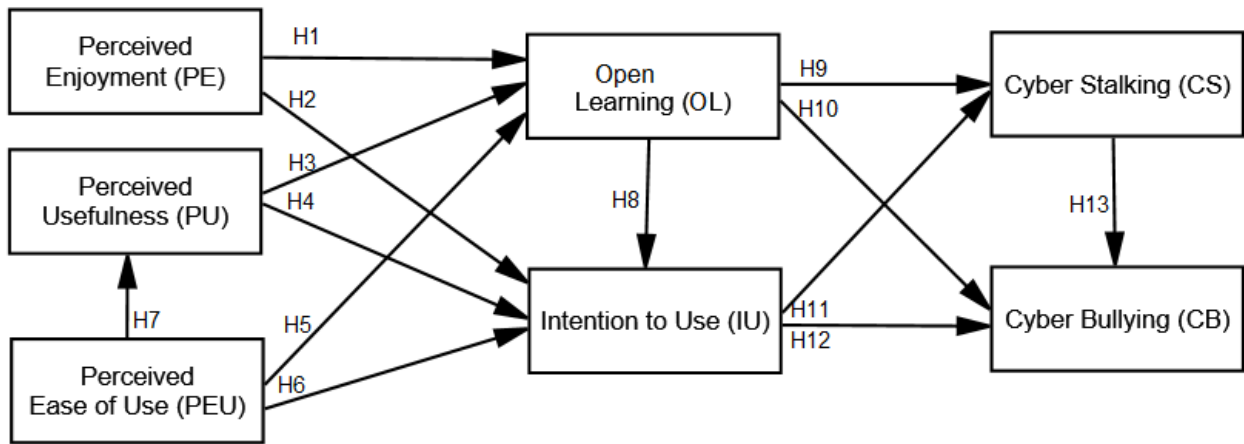 Perceived
Enjoyment (PE)
H1
H2
Open
Learning (OL)
H9
H10
Cyber Stalking (CS)
Perceived
Usefulness (PU)
H3
H4
H8
H13
H7
H5
H6
Intention to Use (IU)
H11
H12
Cyber Bullying (CB)
Perceived
Ease of Use (PEU)